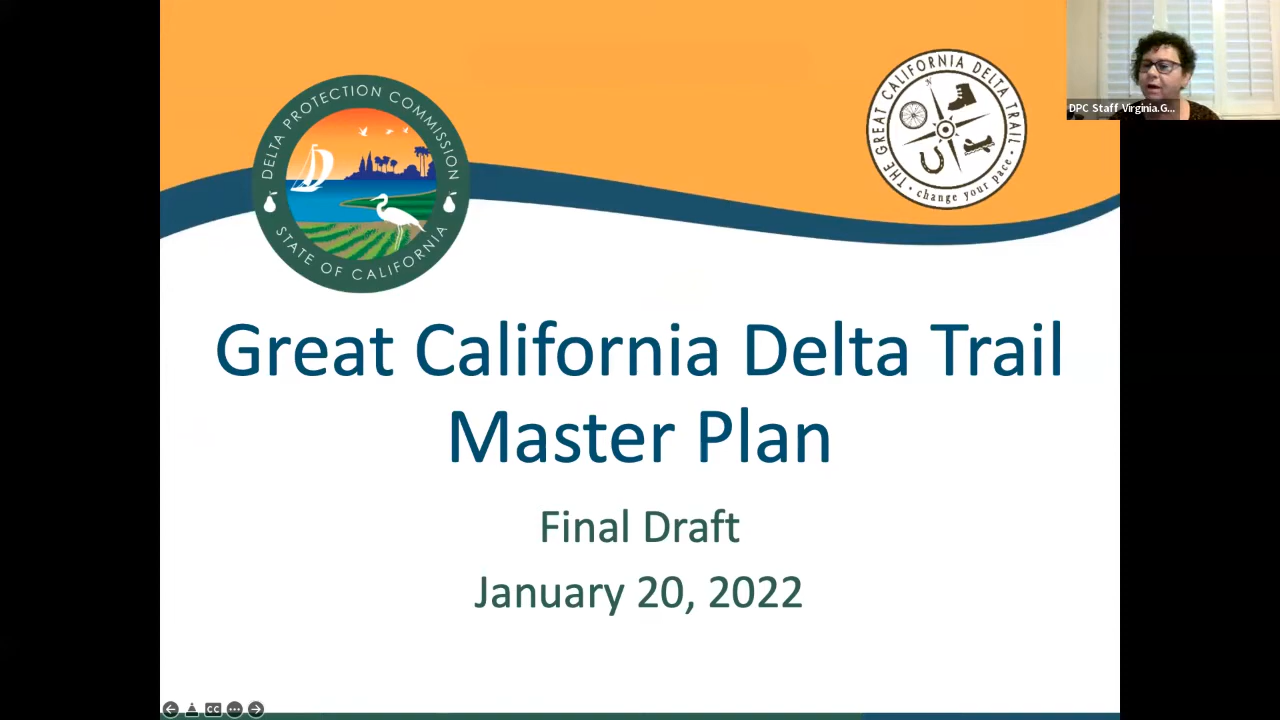 DELTA PROTECTION COMMISSION
STATE OF CALIFORNIA
THE GREAT CALIFORNIA DELTA TRAIL
• change your pace •
N
DPC Staff Virginia.G...
Great California Delta Trail
Master Plan
Final Draft
January 20, 2022
CC